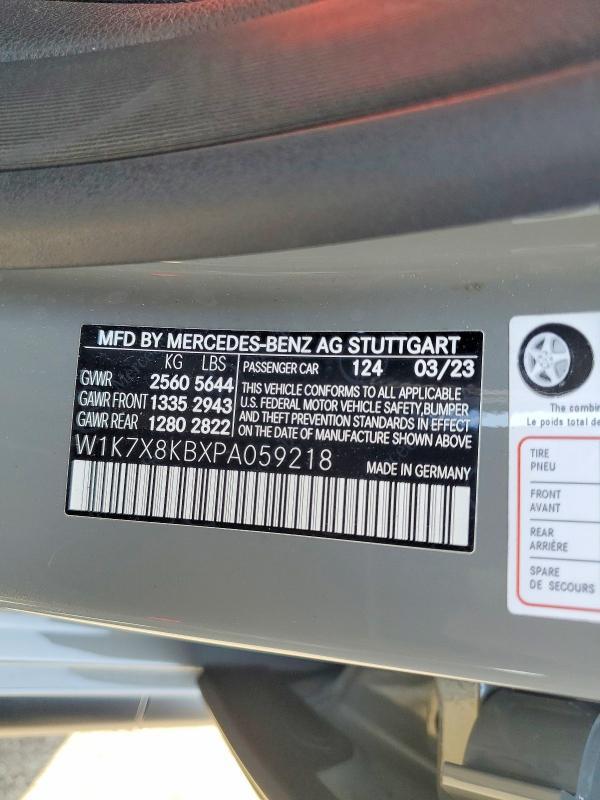 MFD BY MERCEDES-BENZ AG STUTTGART
KG LBS PASSENGER CAR 124 03/23
GVWR 2560 5644
GAWR FRONT 1335 2943
GAWR REAR 1280 2822
THIS VEHICLE CONFORMS TO ALL APPLICABLE
U.S. FEDERAL MOTOR VEHICLE SAFETY,BUMPER
AND THEFT PREVENTION STANDARDS IN EFFECT
ON THE DATE OF MANUFACTURE SHOWN ABOVE
W1K7X8KBXPA059218
MADE IN GERMANY
The combin
Le poids total de
TIRE
PNEU
FRONT
AVANT
REAR
ARRIÈRE
SPARE
DE SECOURS